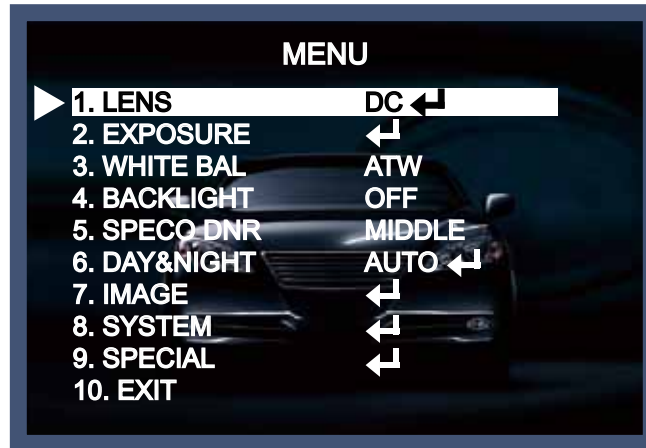 MENU
1. LENS DC ↵
2. EXPOSURE ↵
3. WHITE BAL ATW
4. BACKLIGHT OFF
5. SPECO DNR MIDDLE
6. DAY&NIGHT AUTO ↵
7. IMAGE ↵
8. SYSTEM ↵
9. SPECIAL ↵
10. EXIT